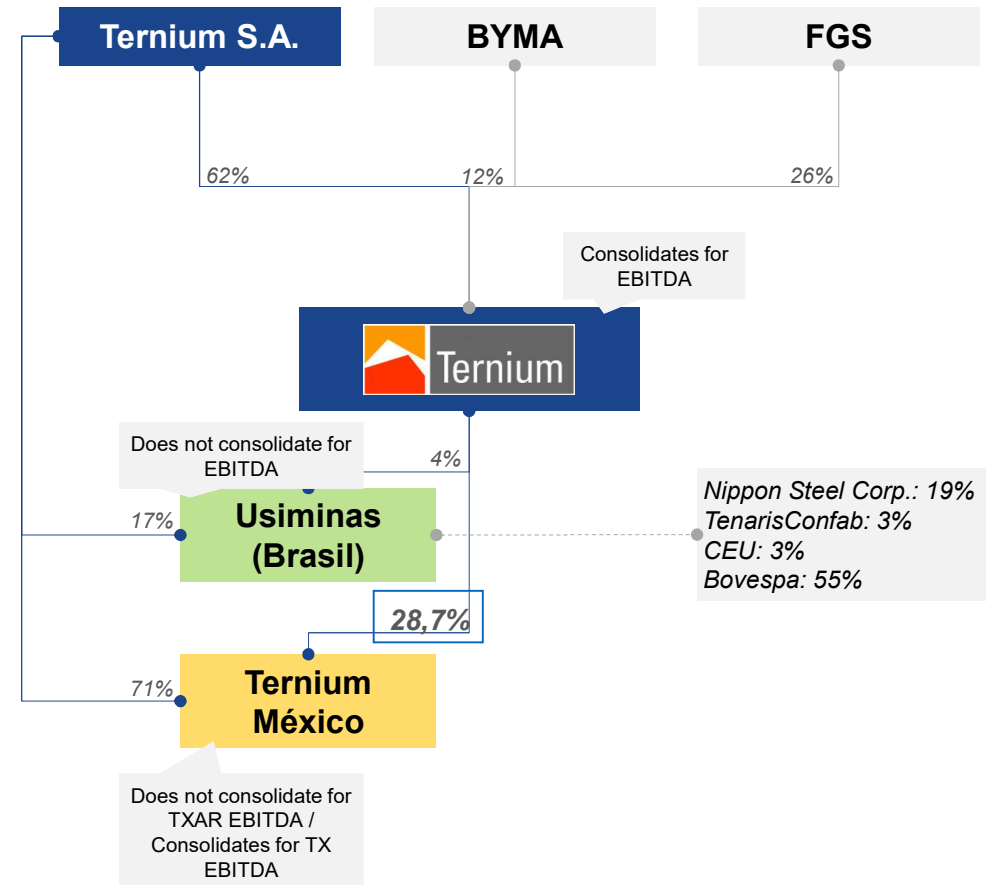 Ternium S.A.
BYMA
FGS
62%
12%
26%
Consolidates for
EBITDA
Ternium
Does not consolidate for
EBITDA
4%
17%
Usiminas
(Brasil)
Nippon Steel Corp.: 19%
TenarisConfab: 3%
CEU: 3%
Bovespa: 55%
28,7%
71%
Ternium
México
Does not consolidate for
TXAR EBITDA /
Consolidates for TX
EBITDA